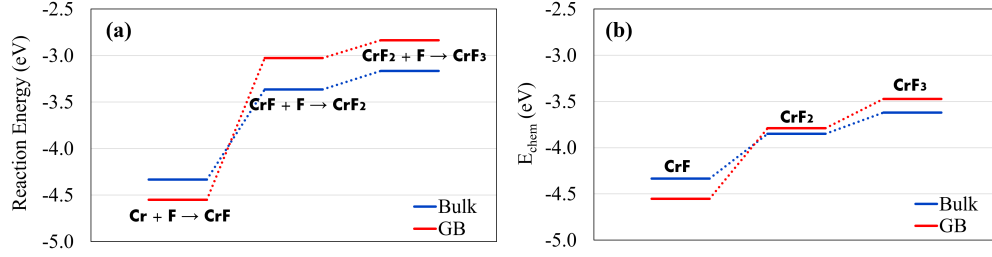 (a)
Reaction Energy (eV)
-2.5
-3.0
-3.5
-4.0
-4.5
-5.0
CrF₂ + F → CrF₃
CrF + F → CrF₂
Cr + F → CrF
Bulk
GB
(b)
E_chem (eV)
-2.5
-3.0
-3.5
-4.0
-4.5
-5.0
CrF₃
CrF₂
CrF
Bulk
GB